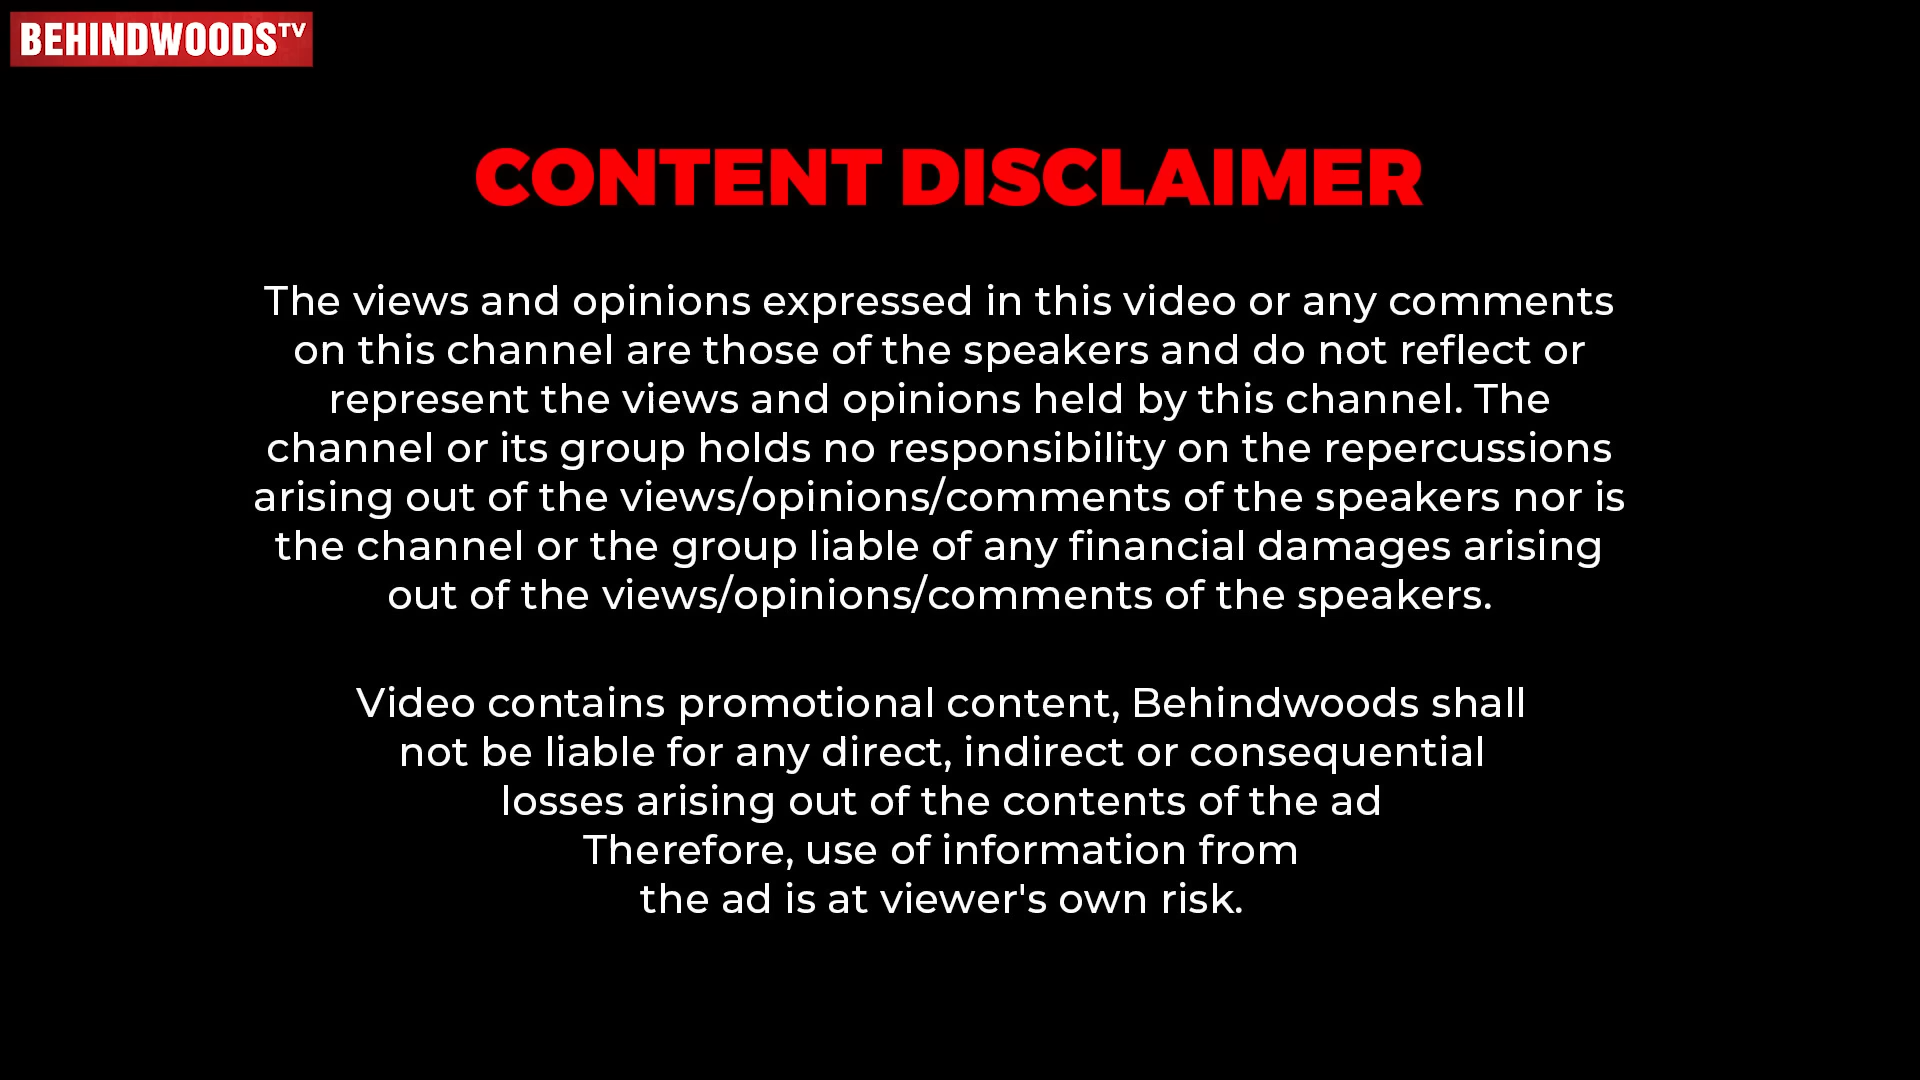 BEHINDWOODS TV
CONTENT DISCLAIMER
The views and opinions expressed in this video or any comments
on this channel are those of the speakers and do not reflect or
represent the views and opinions held by this channel. The
channel or its group holds no responsibility on the repercussions
arising out of the views/opinions/comments of the speakers nor is
the channel or the group liable of any financial damages arising
out of the views/opinions/comments of the speakers.
Video contains promotional content, Behindwoods shall
not be liable for any direct, indirect or consequential
losses arising out of the contents of the ad
Therefore, use of information from
the ad is at viewer's own risk.